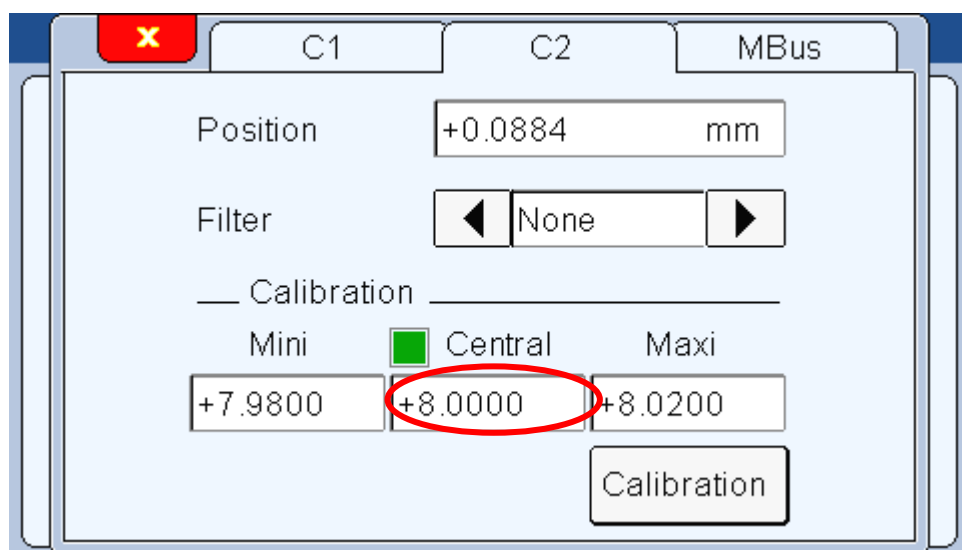 x C1 C2 MBus
Position +0.0884 mm
Filter None
Calibration
Mini Central Maxi
+7.9800 +8.0000 +8.0200
Calibration